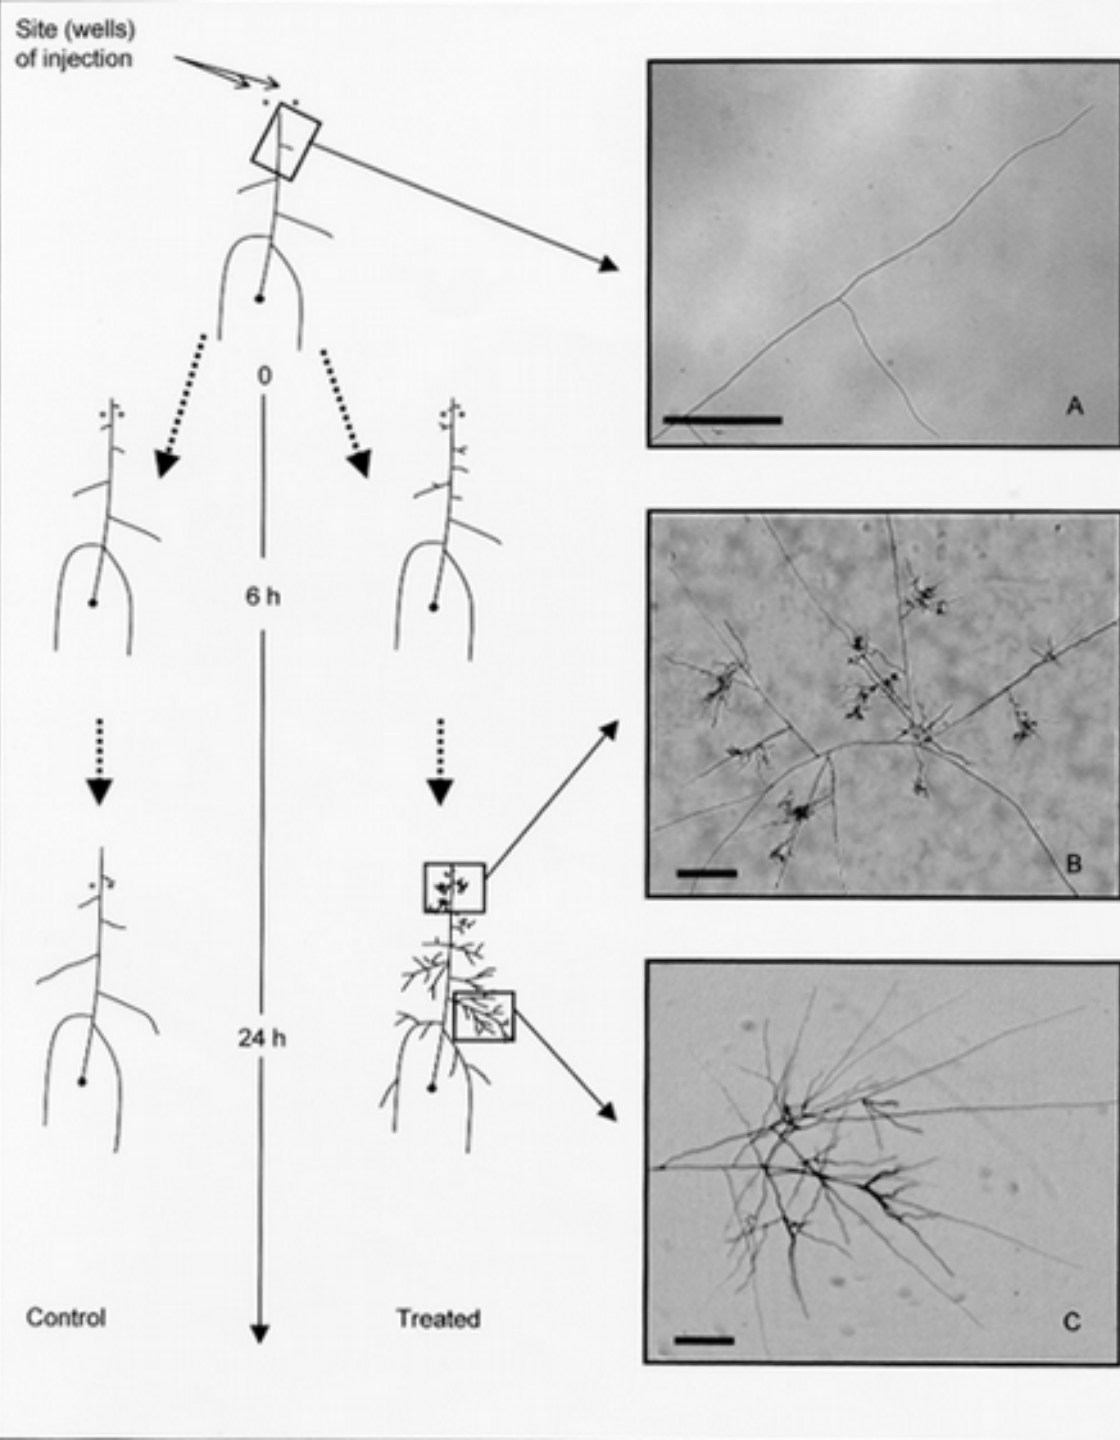 Site (wells)
of injection
0
6 h
24 h
Control
Treated
A
B
C